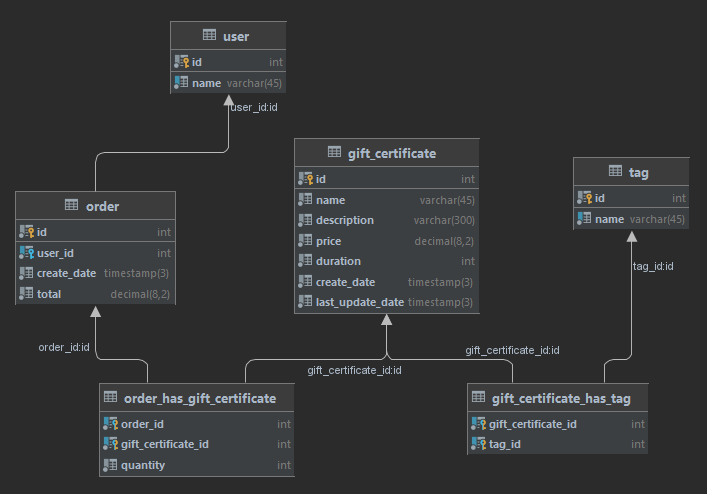 user
id int
name varchar(45)
user_id:id
gift_certificate
id int
name varchar(45)
description varchar(300)
price decimal(8,2)
duration int
create_date timestamp(3)
last_update_date timestamp(3)
tag
id int
name varchar(45)
order
id int
user_id int
create_date timestamp(3)
total decimal(8,2)
tag_id:id
order_id:id
gift_certificate_id:id
gift_certificate_id:id
order_has_gift_certificate
order_id int
gift_certificate_id int
quantity int
gift_certificate_has_tag
gift_certificate_id int
tag_id int